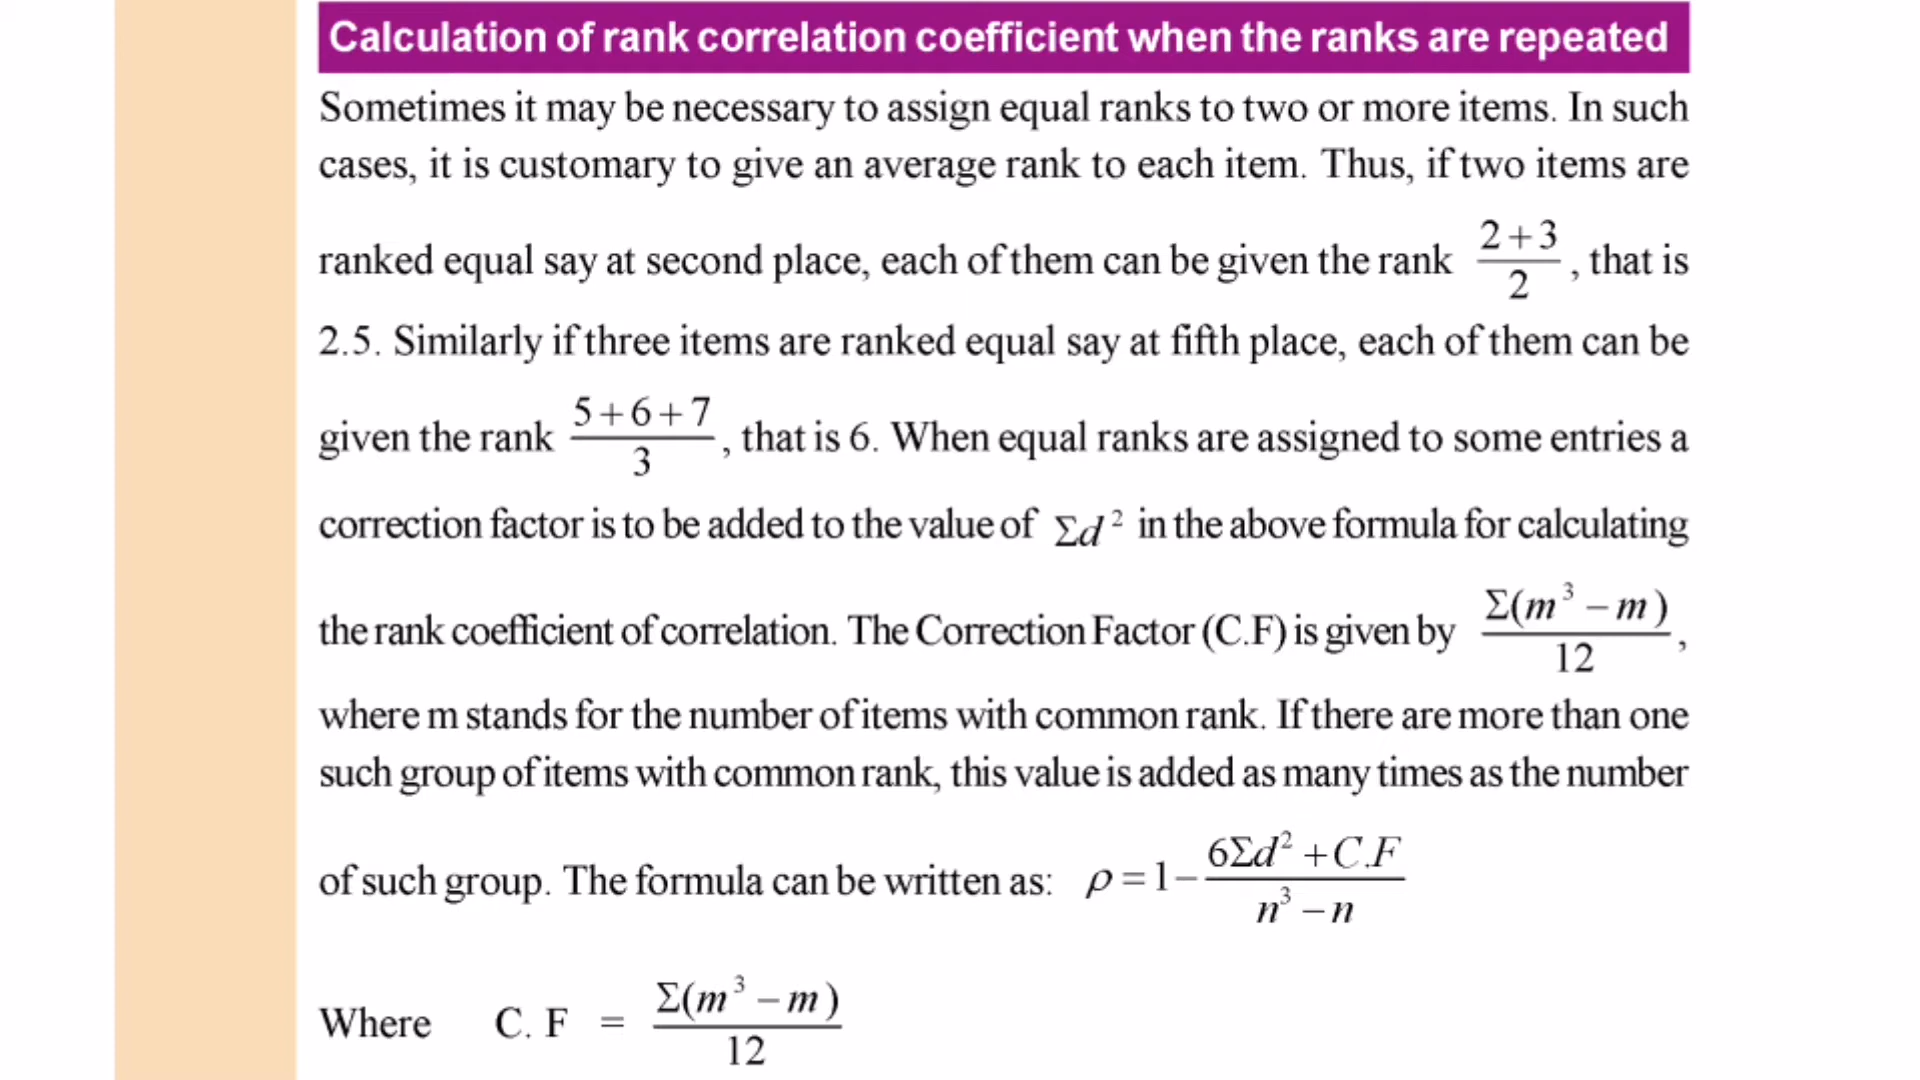 Calculation of rank correlation coefficient when the ranks are repeated
Sometimes it may be necessary to assign equal ranks to two or more items. In such
cases, it is customary to give an average rank to each item. Thus, if two items are
ranked equal say at second place, each of them can be given the rank (2+3)/2, that is
2.5. Similarly if three items are ranked equal say at fifth place, each of them can be
given the rank (5+6+7)/3, that is 6. When equal ranks are assigned to some entries a
correction factor is to be added to the value of Σd² in the above formula for calculating
the rank coefficient of correlation. The Correction Factor (C.F) is given by Σ(m³ – m)/12,
where m stands for the number of items with common rank. If there are more than one
such group of items with common rank, this value is added as many times as the number
of such group. The formula can be written as: ρ = 1 – (6Σd² + C.F)/(n³ – n)
Where C. F = Σ(m³ – m)/12